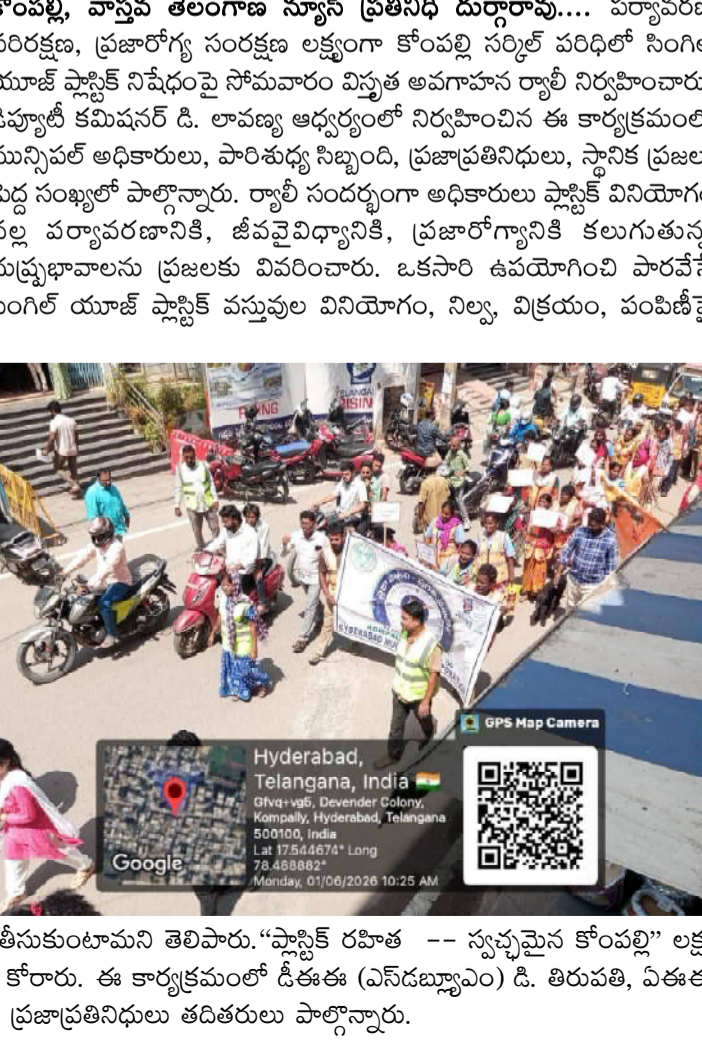 కోంపల్లి, వాస్తవ తెలంగాణ న్యూస్ ప్రతినిధి దుర్గారావు.... పర్యావరణ
పరిరక్షణ, ప్రజారోగ్య సంరక్షణ లక్ష్యంగా కోంపల్లి సర్కిల్ పరిధిలో సింగిల్
యూజ్ ప్లాస్టిక్ నిషేధంపై సోమవారం విస్తృత అవగాహన ర్యాలీ నిర్వహించారు
డిప్యూటీ కమిషనర్ డి. లావణ్య ఆధ్వర్యంలో నిర్వహించిన ఈ కార్యక్రమంలో
మున్సిపల్ అధికారులు, పారిశుధ్య సిబ్బంది, ప్రజాప్రతినిధులు, స్థానిక ప్రజలు
పెద్ద సంఖ్యలో పాల్గొన్నారు. ర్యాలీ సందర్భంగా అధికారులు ప్లాస్టిక్ వినియోగం
వల్ల పర్యావరణానికి, జీవవైవిధ్యానికి, ప్రజారోగ్యానికి కలుగుతున్న
దుష్ప్రభావాలను ప్రజలకు వివరించారు. ఒకసారి ఉపయోగించి పారవేసే
సింగిల్ యూజ్ ప్లాస్టిక్ వస్తువుల వినియోగం, నిల్వ, విక్రయం, పంపిణీపై
RISIN
GPS Map Camera
Hyderabad,
Telangana, India
Gfvq+vg5, Devender Colony,
Kompally, Hyderabad, Telangana
500100, India
Lat 17.544674° Long
78.488882°
Monday, 01/06/2026 10:25 AM
Google
తీసుకుంటామని తెలిపారు.“ప్లాస్టిక్ రహిత -- స్వచ్ఛమైన కోంపల్లి” లక్ష
కోరారు. ఈ కార్యక్రమంలో డీఈఈ (ఎస్‌డబ్ల్యూఎం) డి. తిరుపతి, ఏఈఈ
ప్రజాప్రతినిధులు తదితరులు పాల్గొన్నారు.